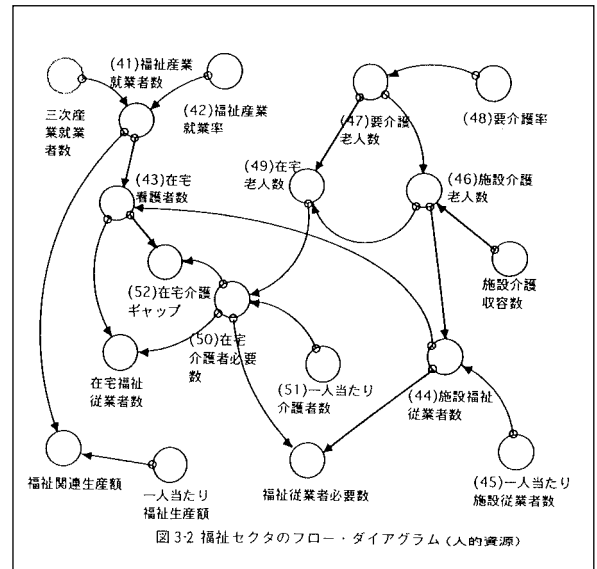 (41)福祉産業
就業者数
三次産
業就業
者数
(42)福祉産業
就業率
(47)要介護
老人数
(48)要介護率
(43)在宅
看護者数
(49)在宅
老人数
(46)施設介護
老人数
(52)在宅介護
ギャップ
施設介護
収容数
(50)在宅
介護者必要
数
在宅福祉
従業者数
(51)一人当たり
介護者数
(44)施設福祉
従業者数
福祉関連生産額
一人当たり
福祉生産額
福祉従業者必要数
(45)一人当たり
施設従業者数
図3-2 福祉セクタのフロー・ダイアグラム (人的資源)